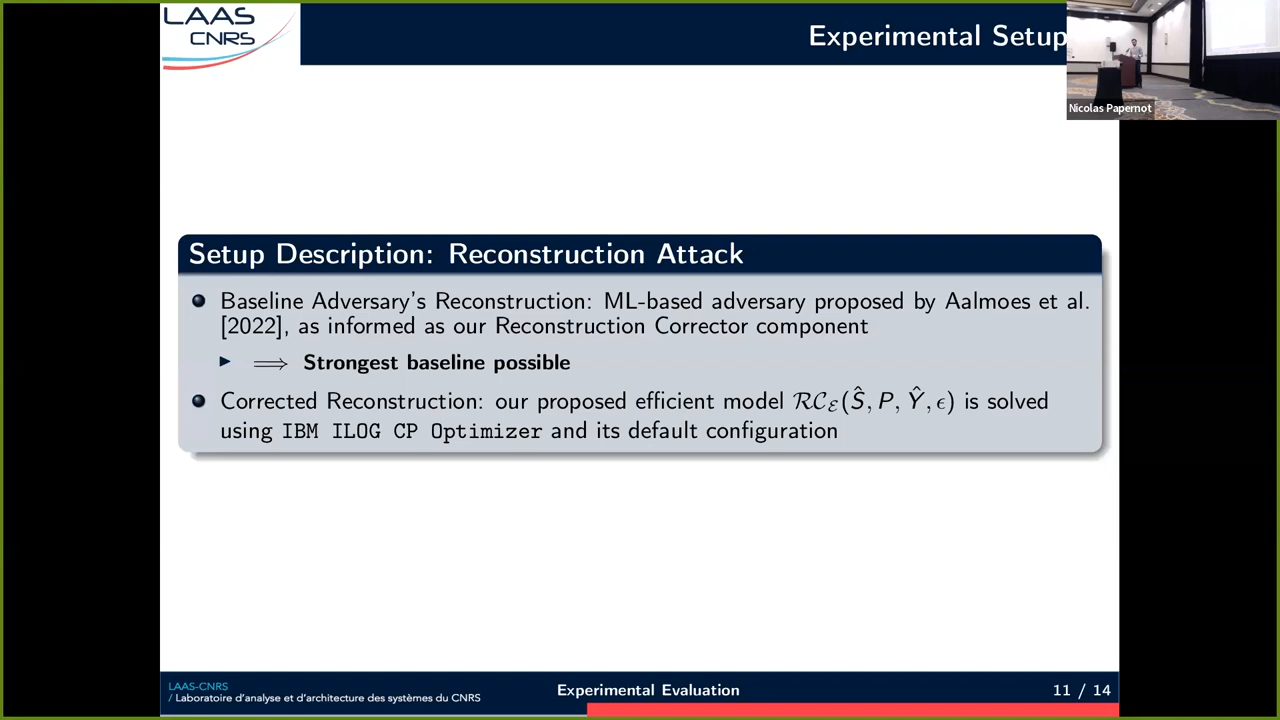 LAAS
CNRS
Experimental Setup
Nicolas Papernot
Setup Description: Reconstruction Attack
Baseline Adversary's Reconstruction: ML-based adversary proposed by Aalmoes et al.
[2022], as informed as our Reconstruction Corrector component
⟹ Strongest baseline possible
Corrected Reconstruction: our proposed efficient model 𝓡𝓒_𝓔(Ŝ, P, Ŷ, ϵ) is solved
using IBM ILOG CP Optimizer and its default configuration
LAAS-CNRS
/ Laboratoire d'analyse et d'architecture des systèmes du CNRS
Experimental Evaluation
11 / 14